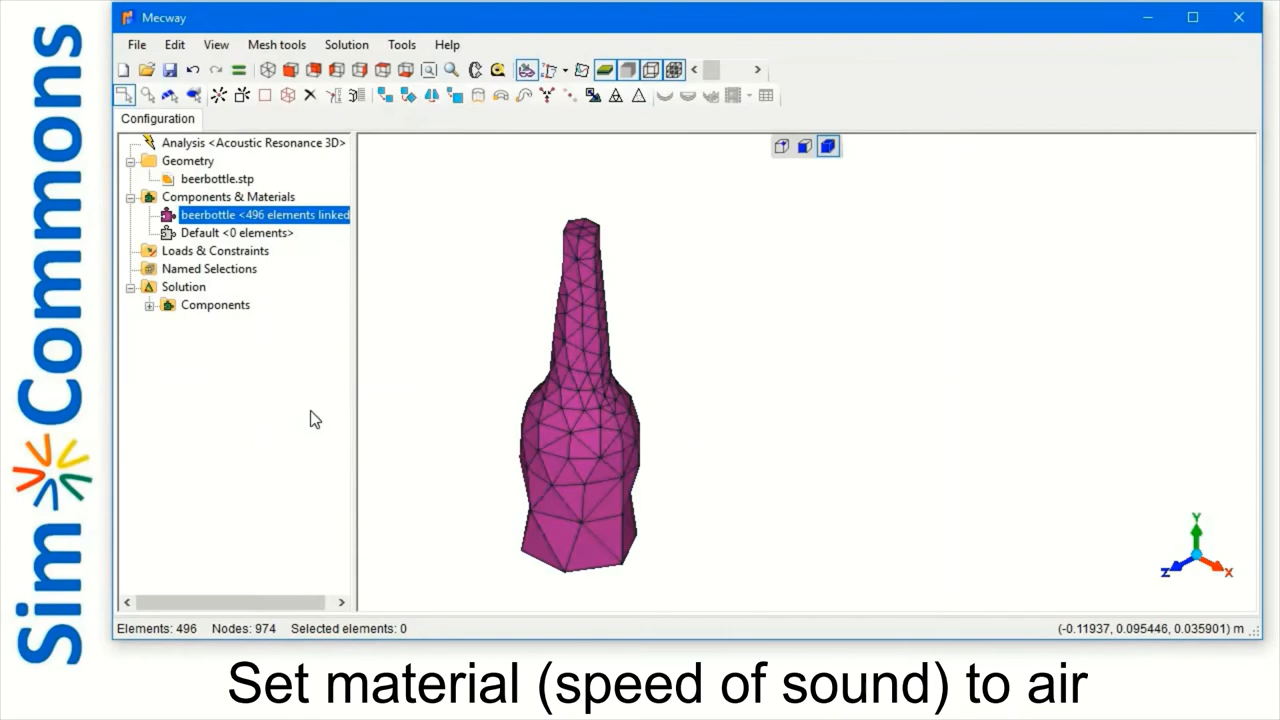 Sim Commons
Mecway
File Edit View Mesh tools Solution Tools Help
Configuration
Analysis <Acoustic Resonance 3D>
Geometry
beerbottle.stp
Components & Materials
beerbottle <496 elements linked
Default <0 elements>
Loads & Constraints
Named Selections
Solution
Components
Y
Z
X
Elements: 496 Nodes: 974 Selected elements: 0 (-0.11937, 0.095446, 0.035901) m
Set material (speed of sound) to air